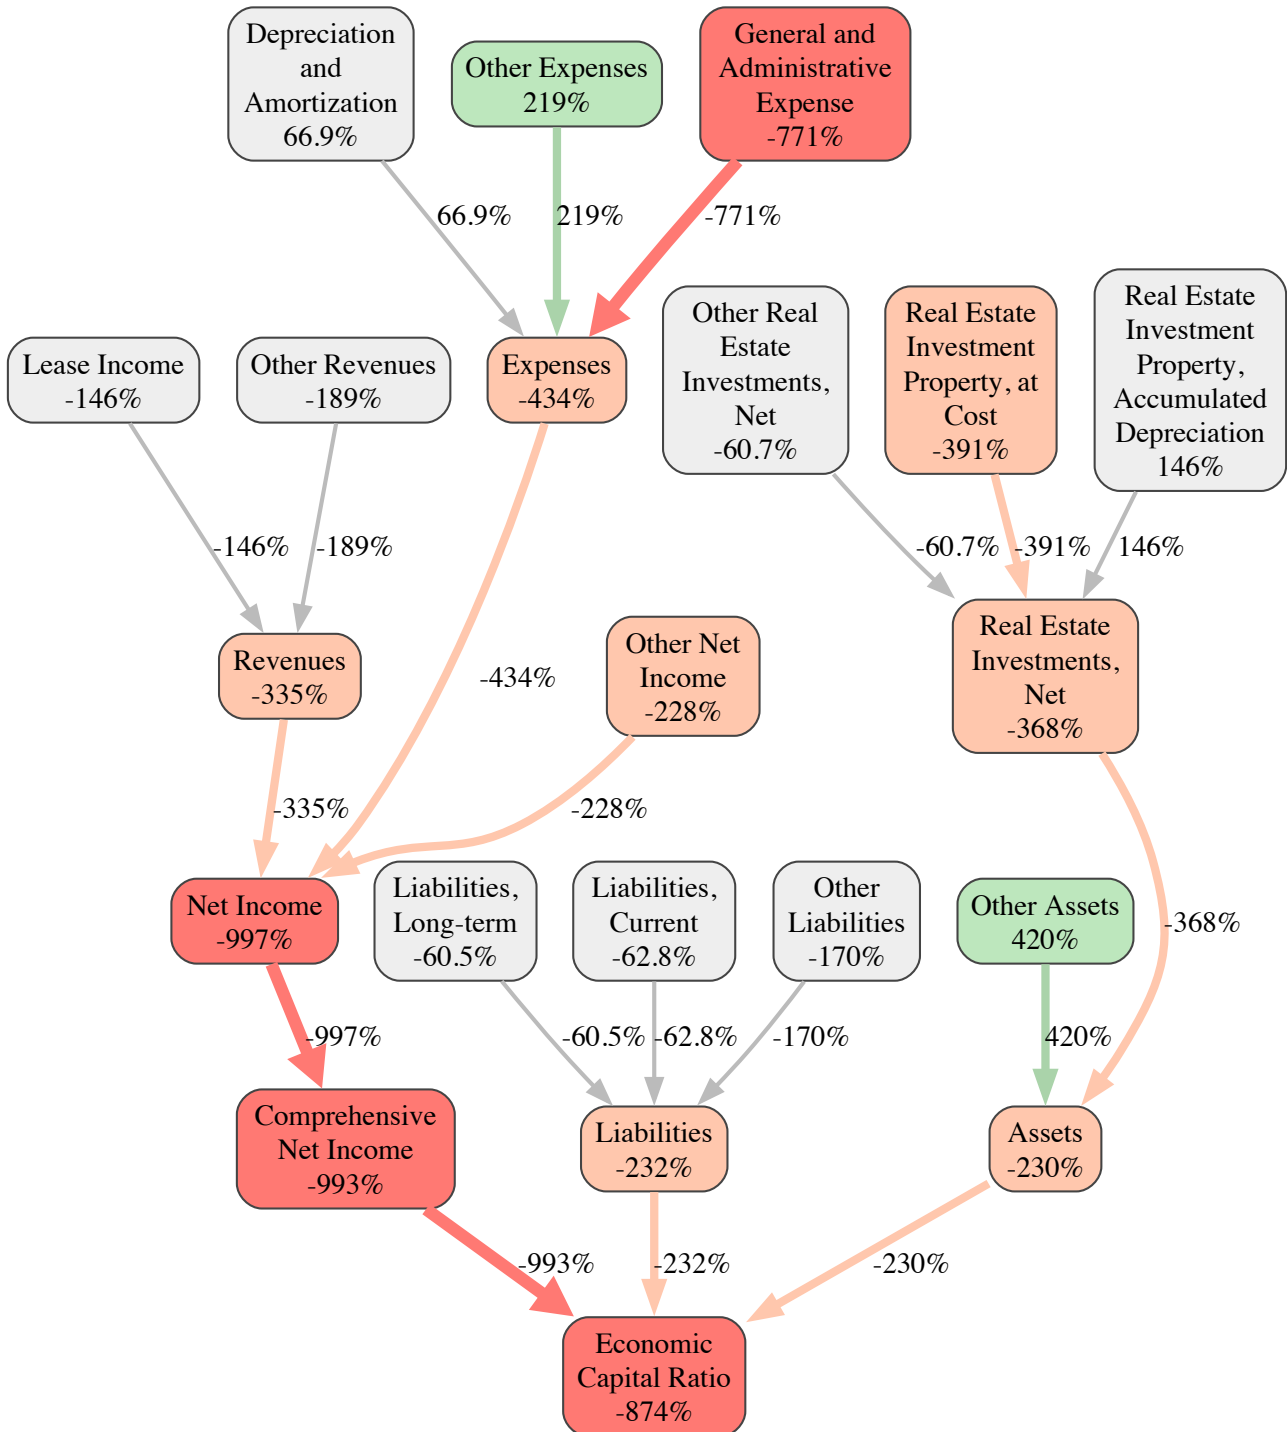 Depreciation
and
Amortization
66.9%
Other Expenses
219%
General and
Administrative
Expense
-771%
66.9%
219%
-771%
Lease Income
-146%
Other Revenues
-189%
Expenses
-434%
Other Real
Estate
Investments,
Net
-60.7%
Real Estate
Investment
Property, at
Cost
-391%
Real Estate
Investment
Property,
Accumulated
Depreciation
146%
-146%
-189%
-60.7%
-391%
146%
Revenues
-335%
-434%
Other Net
Income
-228%
Real Estate
Investments,
Net
-368%
-335%
-228%
Net Income
-997%
Liabilities,
Long-term
-60.5%
Liabilities,
Current
-62.8%
Other
Liabilities
-170%
Other Assets
420%
-368%
-997%
-60.5%
-62.8%
-170%
420%
Comprehensive
Net Income
-993%
Liabilities
-232%
Assets
-230%
-993%
-232%
-230%
Economic
Capital Ratio
-874%